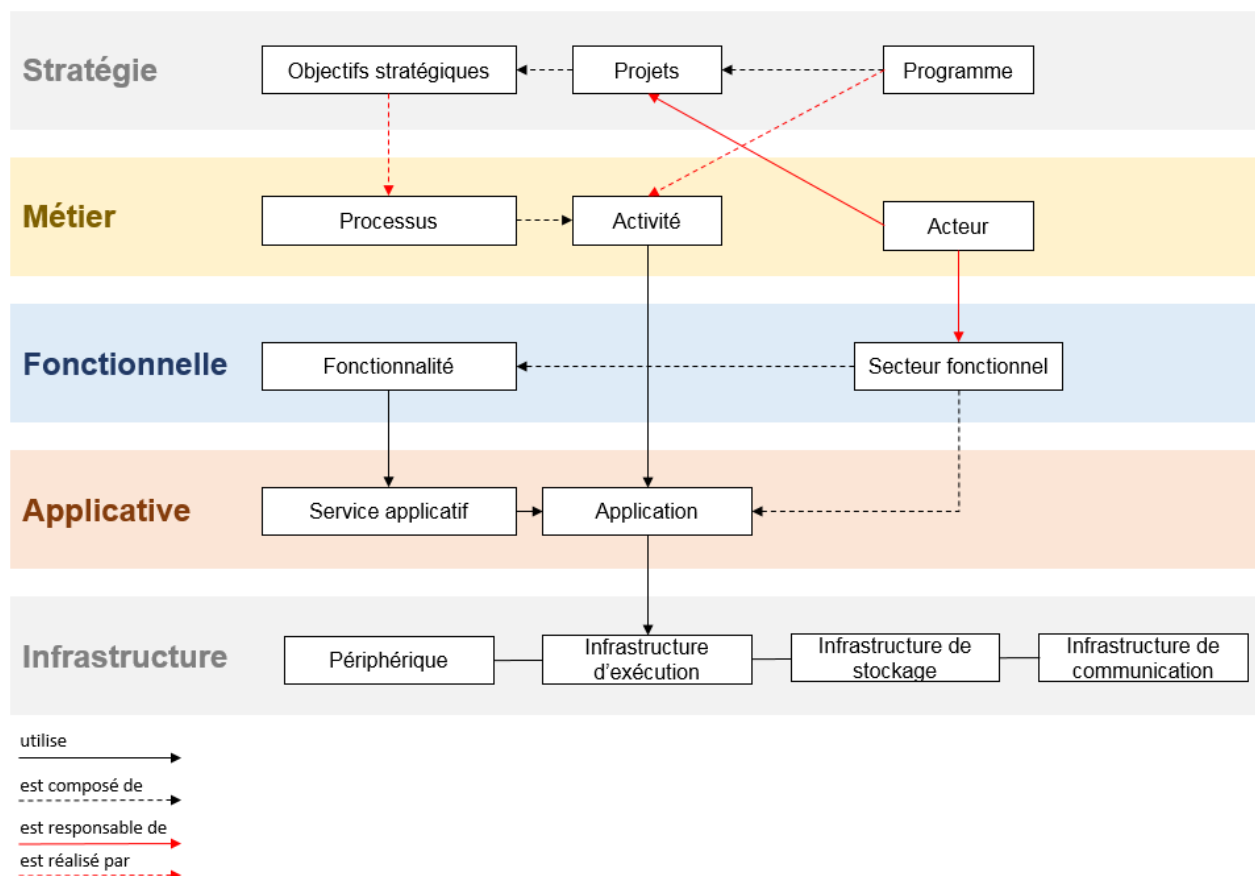 Stratégie
Objectifs stratégiques
Projets
Programme
Métier
Processus
Activité
Acteur
Fonctionnelle
Fonctionnalité
Secteur fonctionnel
Applicative
Service applicatif
Application
Infrastructure
Périphérique
Infrastructure
d'exécution
Infrastructure de
stockage
Infrastructure de
communication
utilise
est composé de
est responsable de
est réalisé par